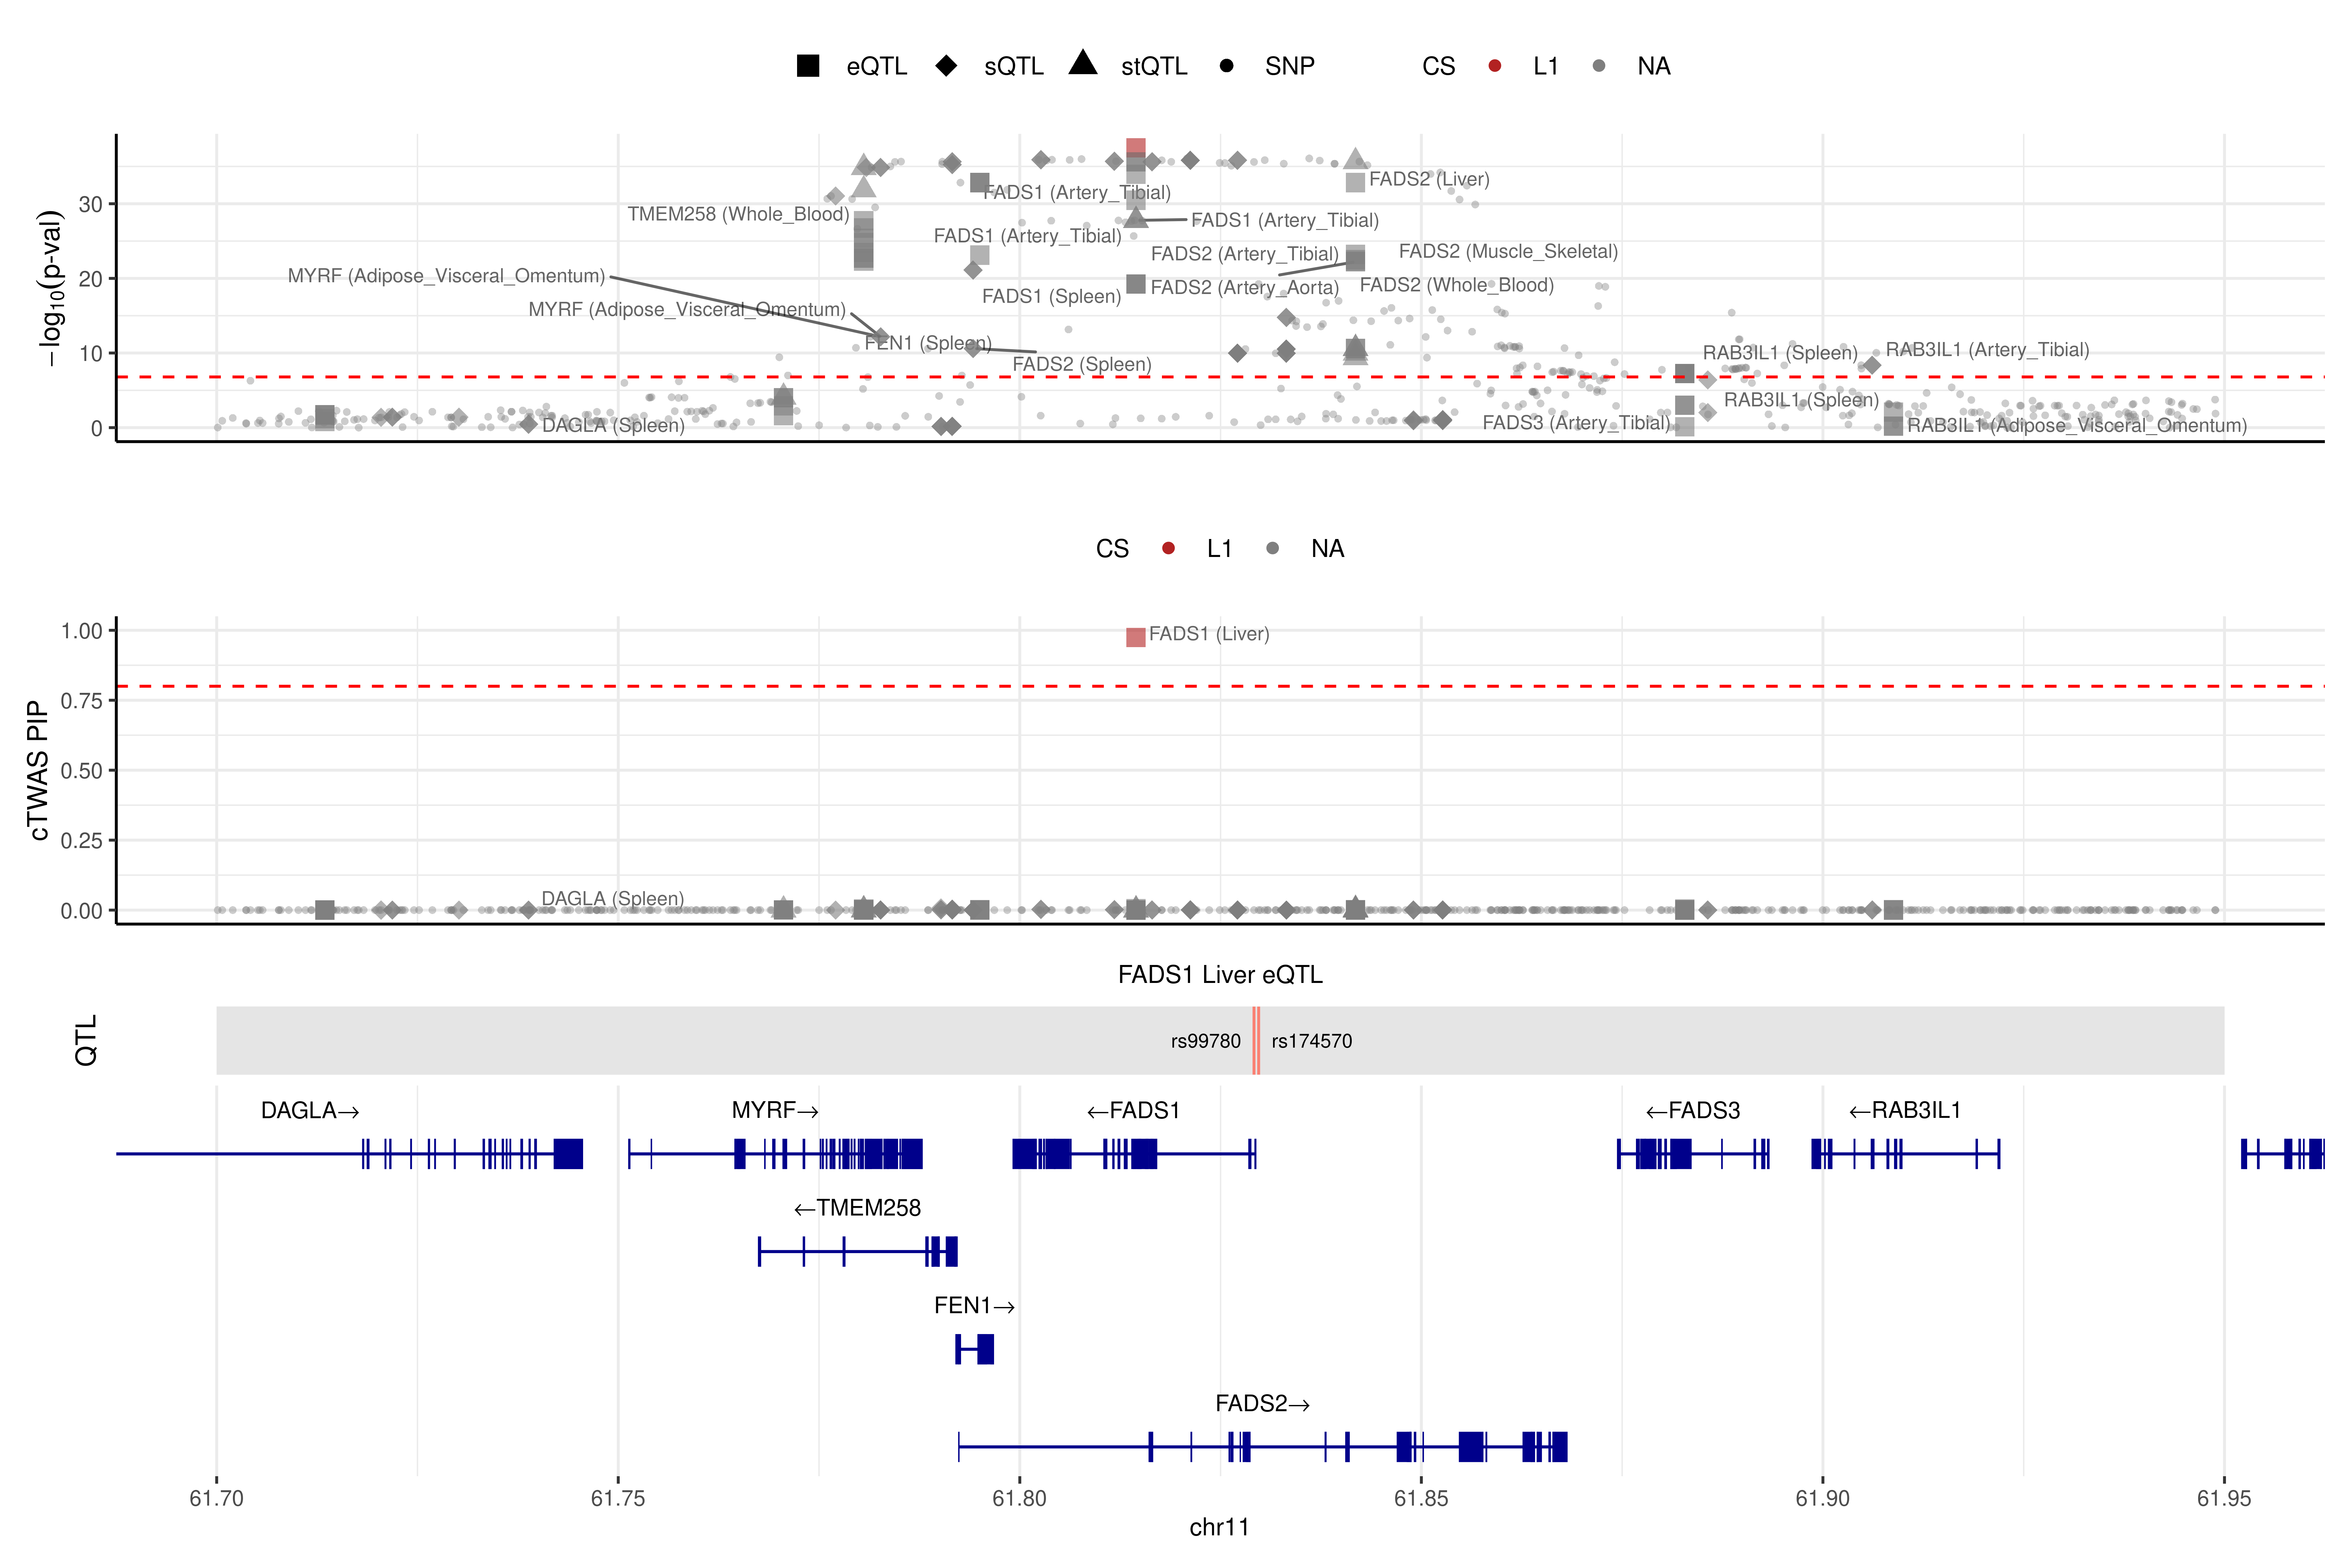 eQTL sQTL stQTL SNP CS L1 NA
−log10(p-val)
30
20
10
0
FADS1 (Artery_Tibial)
FADS2 (Liver)
TMEM258 (Whole_Blood)
FADS1 (Artery_Tibial)
FADS1 (Artery_Tibial)
FADS2 (Artery_Tibial)
FADS2 (Muscle_Skeletal)
MYRF (Adipose_Visceral_Omentum)
FADS2 (Artery_Aorta)
FADS2 (Whole_Blood)
FADS1 (Spleen)
MYRF (Adipose_Visceral_Omentum)
FEN1 (Spleen)
FADS2 (Spleen)
RAB3IL1 (Spleen)
RAB3IL1 (Artery_Tibial)
RAB3IL1 (Spleen)
DAGLA (Spleen)
FADS3 (Artery_Tibial)
RAB3IL1 (Adipose_Visceral_Omentum)
CS L1 NA
cTWAS PIP
1.00
0.75
0.50
0.25
0.00
FADS1 (Liver)
DAGLA (Spleen)
FADS1 Liver eQTL
QTL
rs99780 rs174570
DAGLA→ MYRF→ ←FADS1 ←FADS3 ←RAB3IL1
←TMEM258
FEN1→
FADS2→
61.70 61.75 61.80 61.85 61.90 61.95
chr11